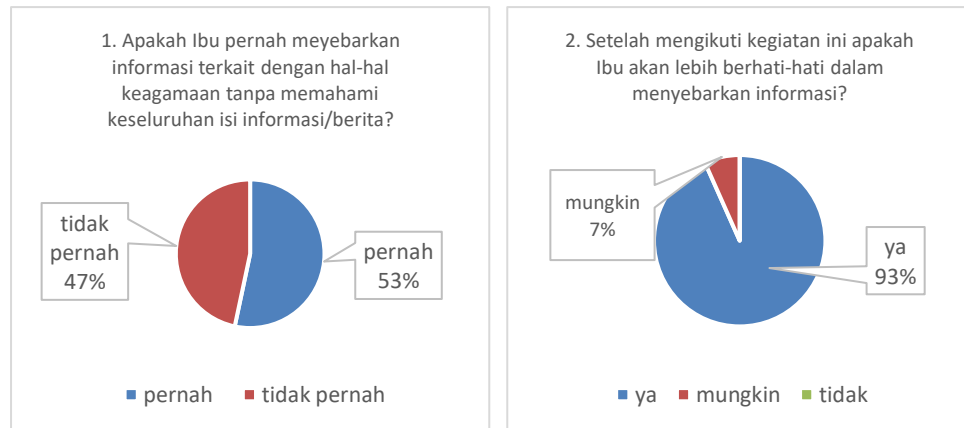 1. Apakah Ibu pernah meyebarkan
informasi terkait dengan hal-hal
keagamaan tanpa memahami
keseluruhan isi informasi/berita?
tidak
pernah
47%
pernah
53%
pernah
tidak pernah
2. Setelah mengikuti kegiatan ini apakah
Ibu akan lebih berhati-hati dalam
menyebarkan informasi?
mungkin
7%
ya
93%
ya
mungkin
tidak